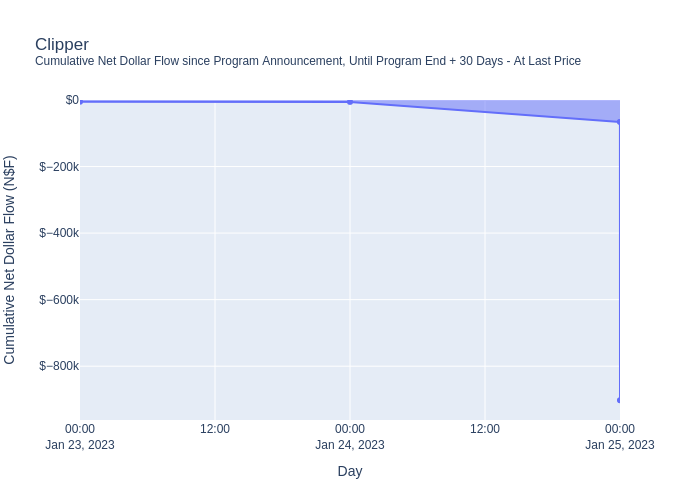 Clipper
Cumulative Net Dollar Flow since Program Announcement, Until Program End + 30 Days - At Last Price
Cumulative Net Dollar Flow (N$F)
$0
$−200k
$−400k
$−600k
$−800k
00:00 12:00 00:00 12:00 00:00
Jan 23, 2023 Jan 24, 2023 Jan 25, 2023
Day